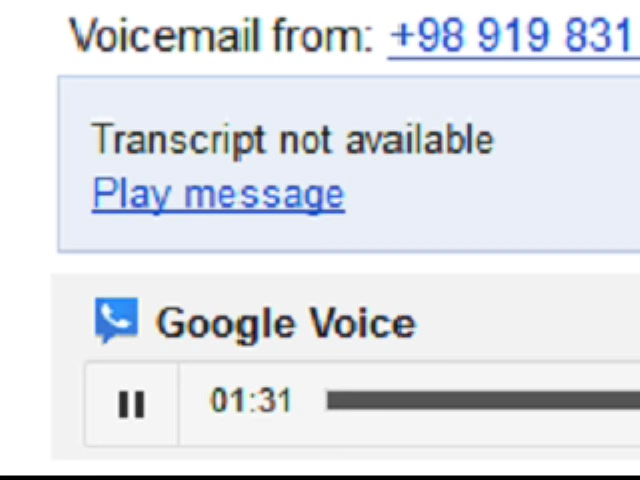 Voicemail from: +98 919 831
Transcript not available
Play message
Google Voice
01:31